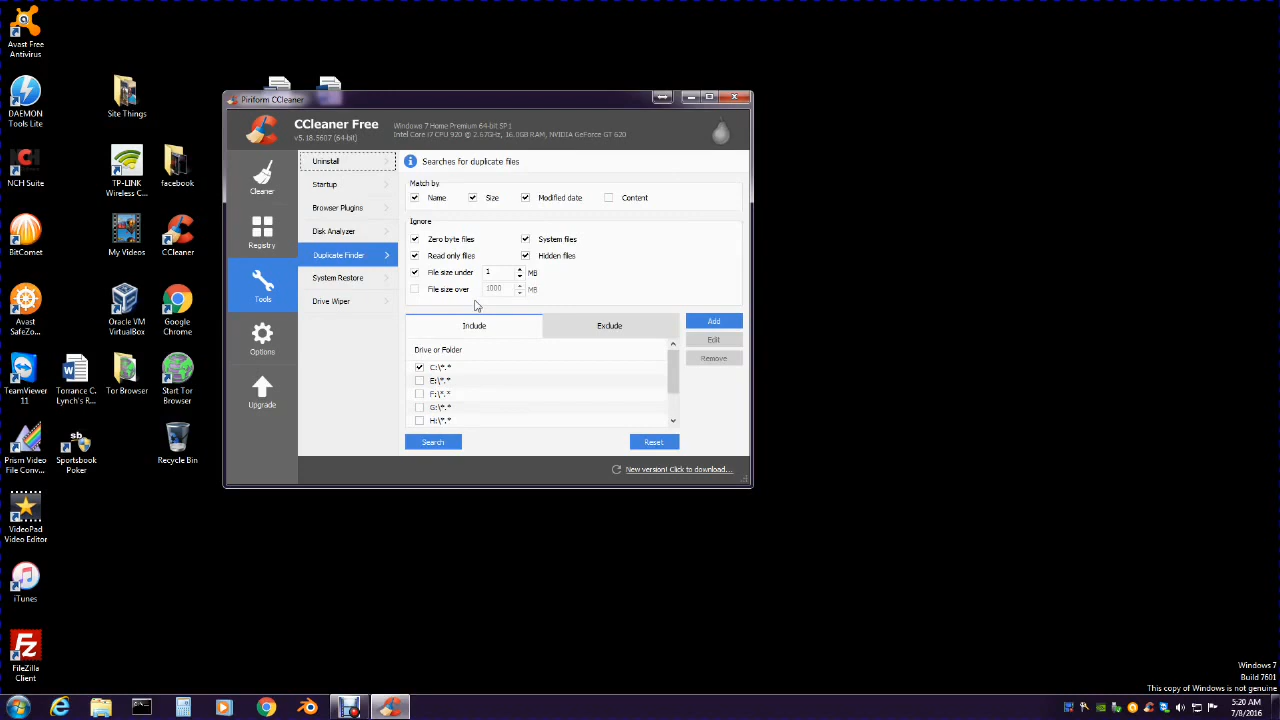 Avast Free
Antivirus
DAEMON
Tools Lite
Site Things
NCH Suite
TP-LINK
Wireless C...
facebook
BitComet
My Videos
CCleaner
Avast
SafeZo...
Oracle VM
VirtualBox
Google
Chrome
TeamViewer
11
Torrance C.
Lynch's R...
Tor Browser
Start Tor
Browser
Prism Video
File Conv...
sb
Sportsbook
Poker
Recycle Bin
VideoPad
Video Editor
iTunes
FileZilla
Client
Piriform CCleaner
CCleaner Free
v5.18.5607 (64-bit)
Windows 7 Home Premium 64-bit SP1
Intel Core i7 CPU 920 @ 2.67GHz, 16.0GB RAM, NVIDIA GeForce GT 620
Cleaner
Registry
Tools
Options
Upgrade
Uninstall
Startup
Browser Plugins
Disk Analyzer
Duplicate Finder
System Restore
Drive Wiper
Searches for duplicate files
Match by
Name Size Modified date Content
Ignore
Zero byte files System files
Read only files Hidden files
File size under 1 MB
File size over 1000 MB
Include Exclude
Drive or Folder
C:\*.*
E:\*.*
F:\*.*
G:\*.*
H:\*.*
Add
Edit
Remove
Search Reset
New version! Click to download...
Windows 7
Build 7601
This copy of Windows is not genuine
5:20 AM
7/8/2016